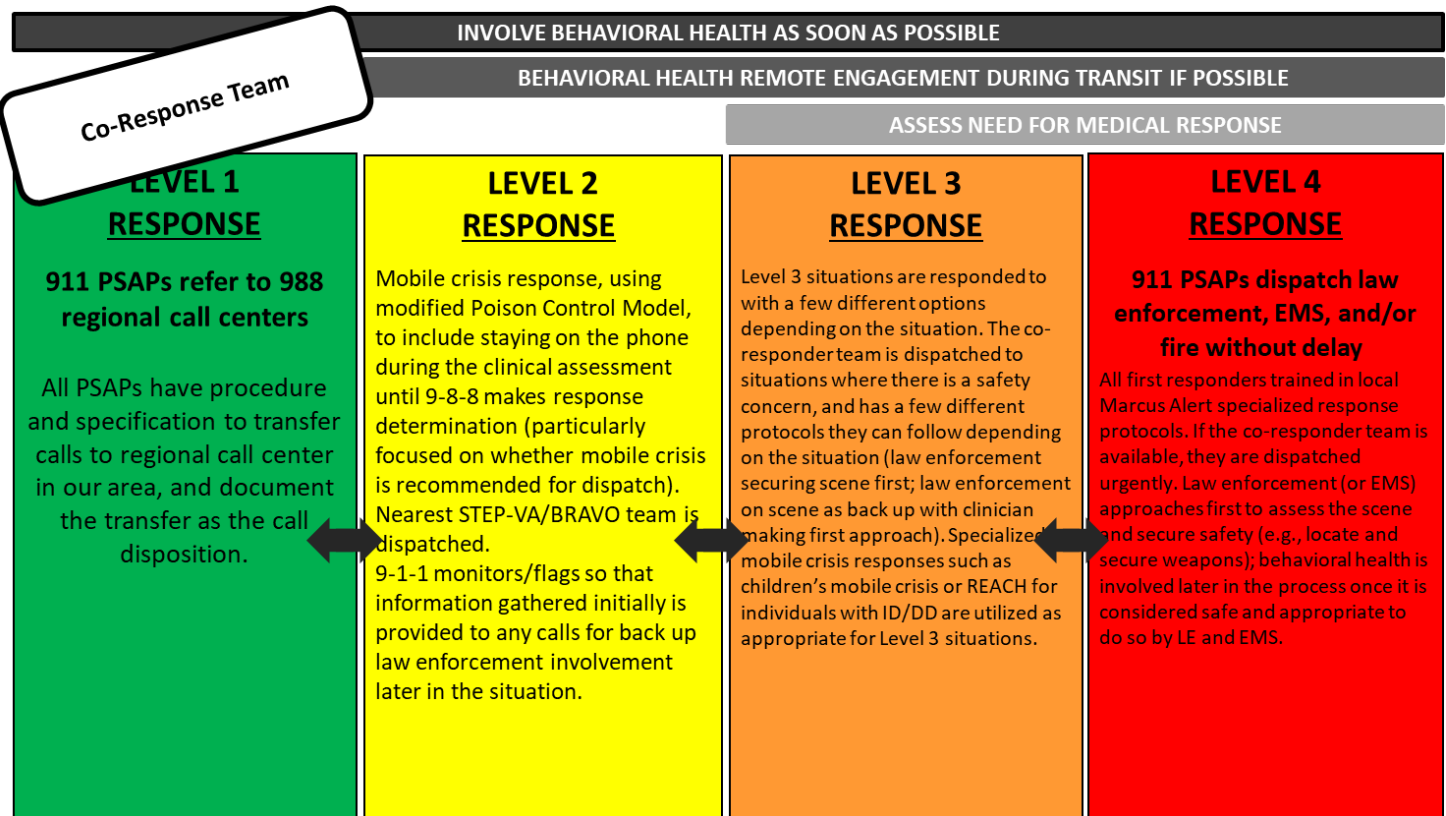 INVOLVE BEHAVIORAL HEALTH AS SOON AS POSSIBLE
BEHAVIORAL HEALTH REMOTE ENGAGEMENT DURING TRANSIT IF POSSIBLE
ASSESS NEED FOR MEDICAL RESPONSE
Co-Response Team
LEVEL 1
RESPONSE
911 PSAPs refer to 988
regional call centers
All PSAPs have procedure
and specification to transfer
calls to regional call center
in our area, and document
the transfer as the call
disposition.
LEVEL 2
RESPONSE
Mobile crisis response, using
modified Poison Control Model,
to include staying on the phone
during the clinical assessment
until 9-8-8 makes response
determination (particularly
focused on whether mobile crisis
is recommended for dispatch).
Nearest STEP-VA/BRAVO team is
dispatched.
9-1-1 monitors/flags so that
information gathered initially is
provided to any calls for back up
law enforcement involvement
later in the situation.
LEVEL 3
RESPONSE
Level 3 situations are responded to
with a few different options
depending on the situation. The co-
responder team is dispatched to
situations where there is a safety
concern, and has a few different
protocols they can follow depending
on the situation (law enforcement
securing scene first; law enforcement
on scene as back up with clinician
making first approach). Specialized
mobile crisis responses such as
children's mobile crisis or REACH for
individuals with ID/DD are utilized as
appropriate for Level 3 situations.
LEVEL 4
RESPONSE
911 PSAPs dispatch law
enforcement, EMS, and/or
fire without delay
All first responders trained in local
Marcus Alert specialized response
protocols. If the co-responder team is
available, they are dispatched
urgently. Law enforcement (or EMS)
approaches first to assess the scene
and secure safety (e.g., locate and
secure weapons); behavioral health is
involved later in the process once it is
considered safe and appropriate to
do so by LE and EMS.